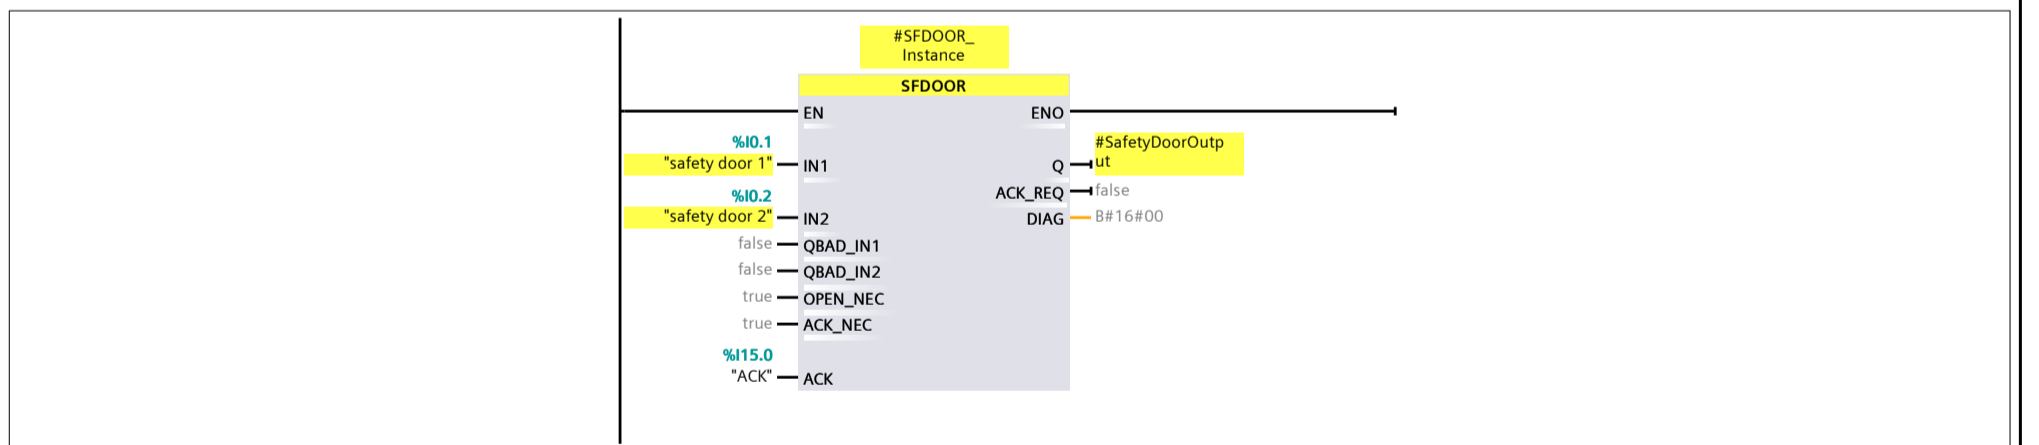 #SFDOOR_
Instance
SFDOOR
EN
ENO
%I0.1
"safety door 1"
IN1
#SafetyDoorOutp
ut
Q
%I0.2
"safety door 2"
IN2
ACK_REQ
false
DIAG
B#16#00
false
QBAD_IN1
false
QBAD_IN2
true
OPEN_NEC
true
ACK_NEC
%I15.0
"ACK"
ACK